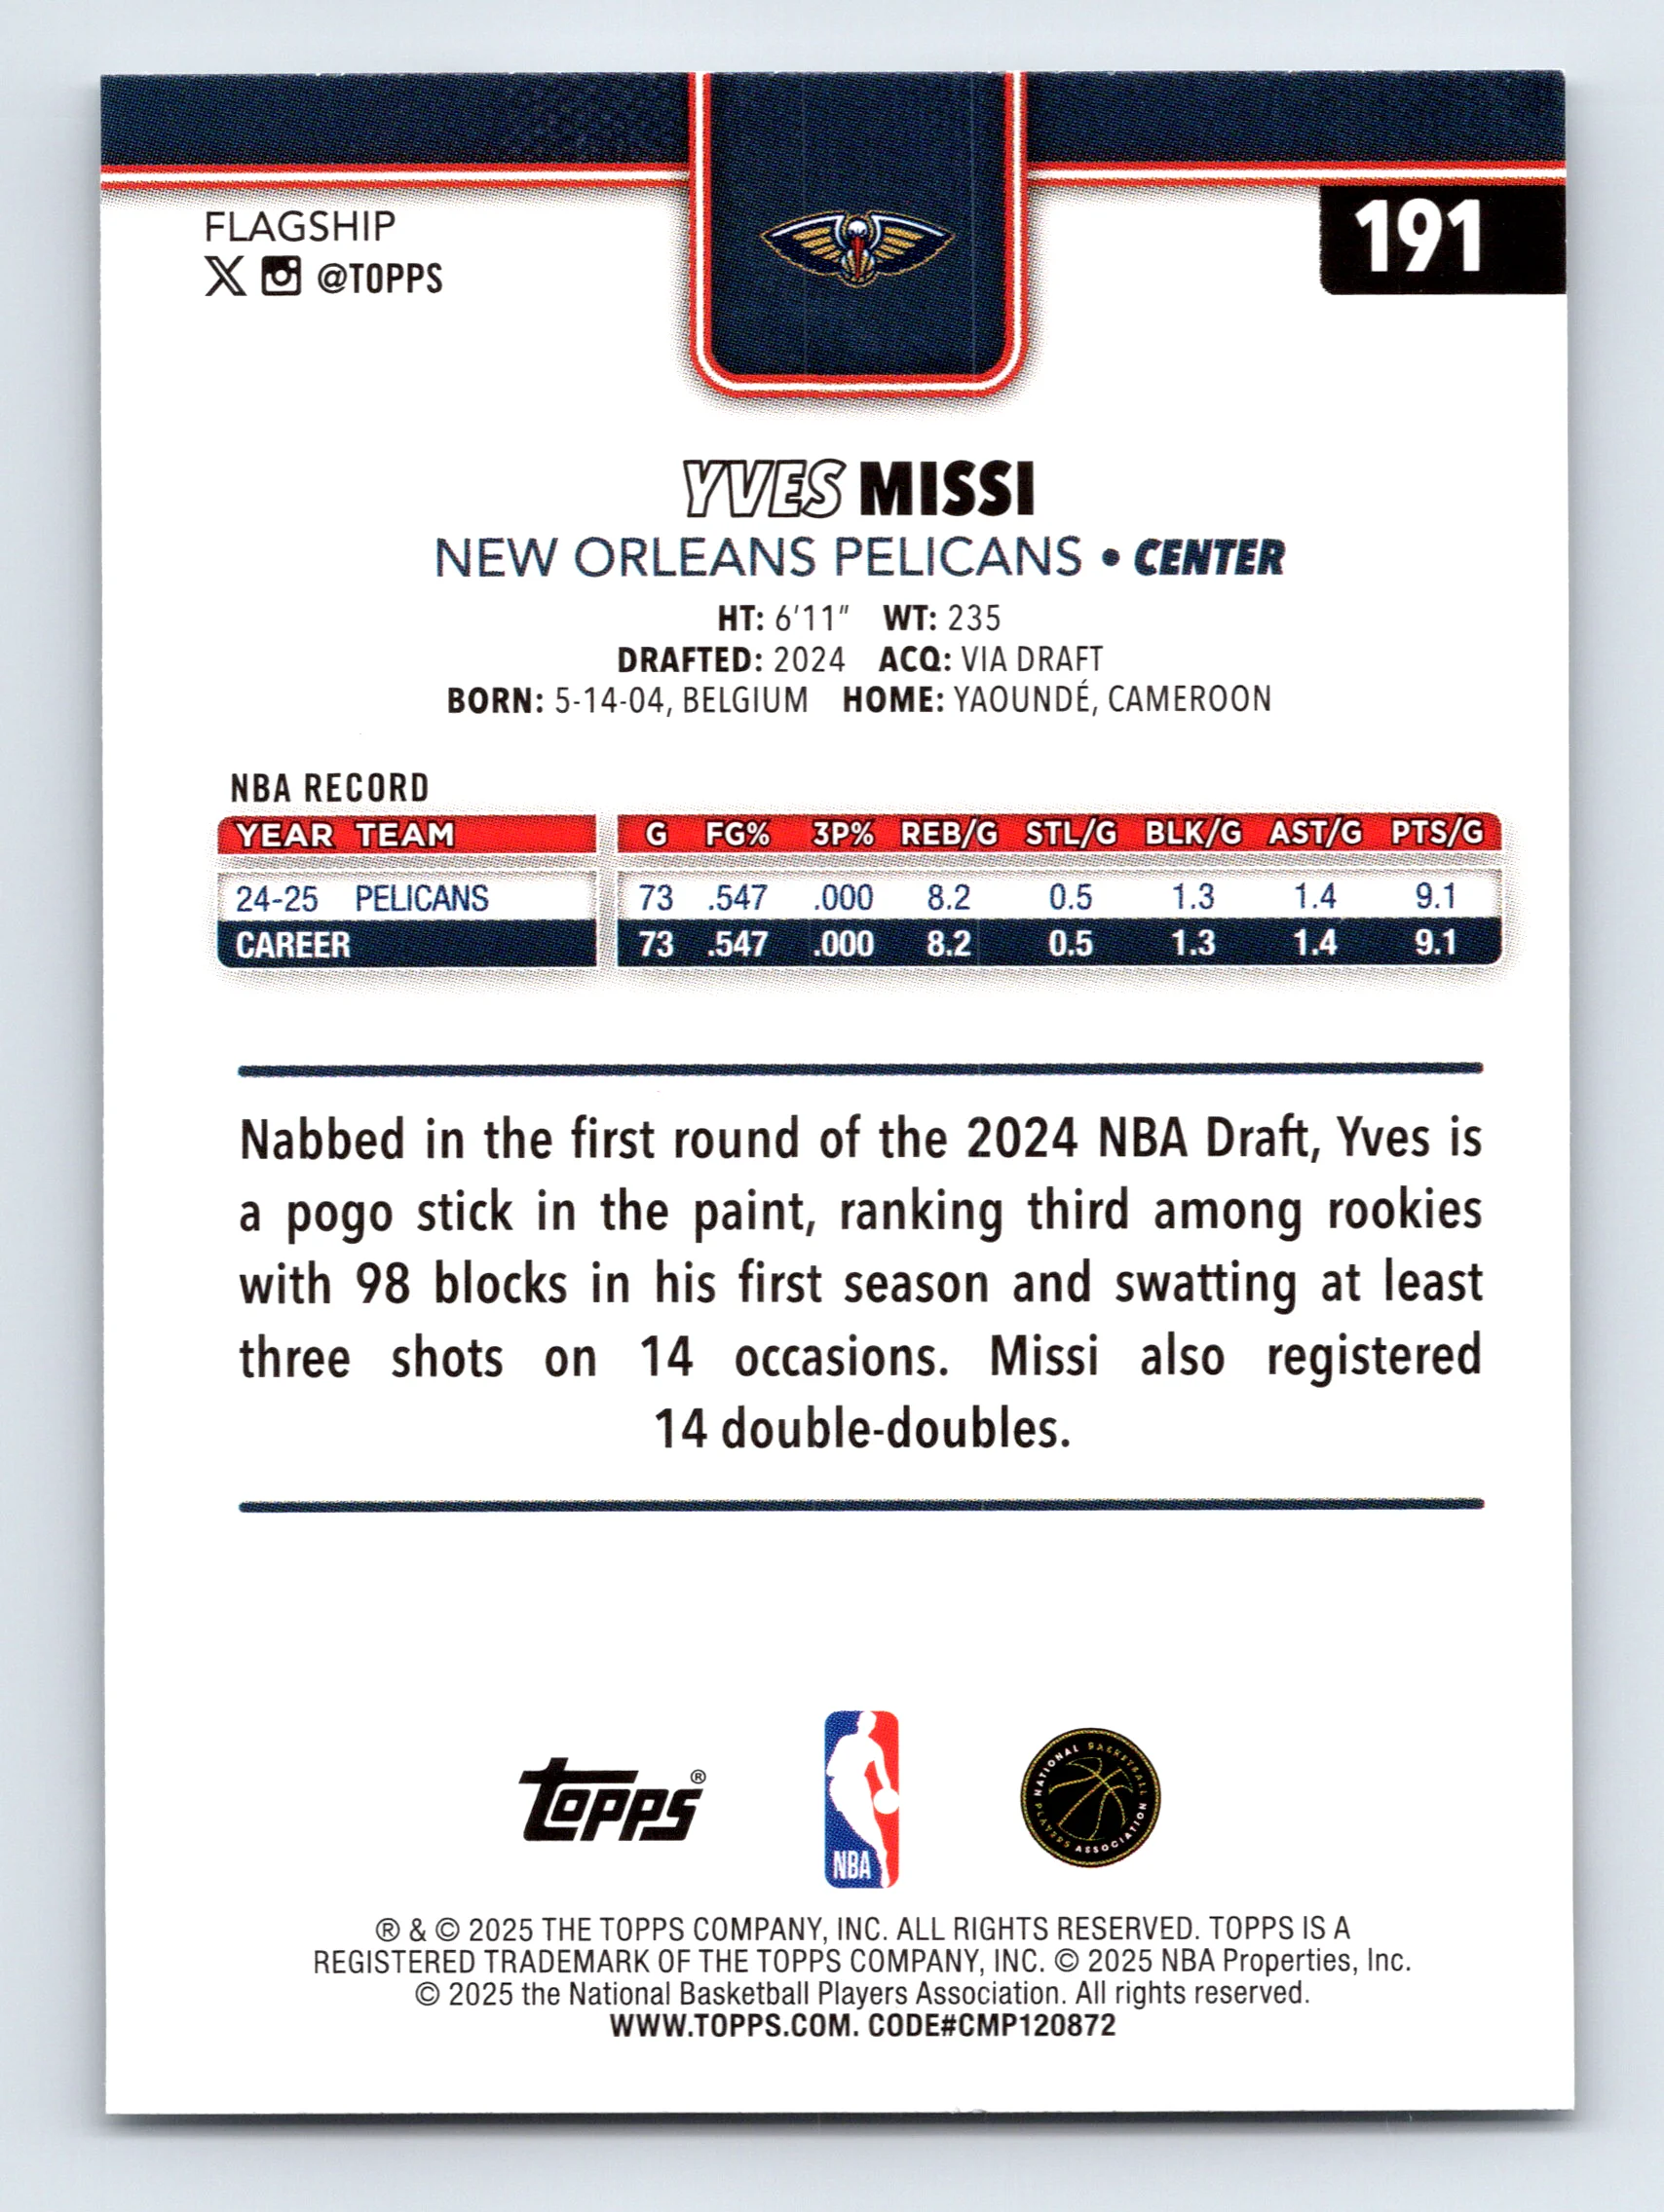 FLAGSHIP
191
X @TOPPS
YVES MISSI
NEW ORLEANS PELICANS • CENTER
HT: 6'11" WT: 235
DRAFTED: 2024 ACQ: VIA DRAFT
BORN: 5-14-04, BELGIUM HOME: YAOUNDÉ, CAMEROON
NBA RECORD
YEAR TEAM G FG% 3P% REB/G STL/G BLK/G AST/G PTS/G
24-25 PELICANS 73 .547 .000 8.2 0.5 1.3 1.4 9.1
CAREER 73 .547 .000 8.2 0.5 1.3 1.4 9.1
Nabbed in the first round of the 2024 NBA Draft, Yves is
a pogo stick in the paint, ranking third among rookies
with 98 blocks in his first season and swatting at least
three shots on 14 occasions. Missi also registered
14 double-doubles.
TOPPS®
NBA
NATIONAL BASKETBALL PLAYERS ASSOCIATION
® & © 2025 THE TOPPS COMPANY, INC. ALL RIGHTS RESERVED. TOPPS IS A
REGISTERED TRADEMARK OF THE TOPPS COMPANY, INC. © 2025 NBA Properties, Inc.
© 2025 the National Basketball Players Association. All rights reserved.
WWW.TOPPS.COM. CODE#CMP120872